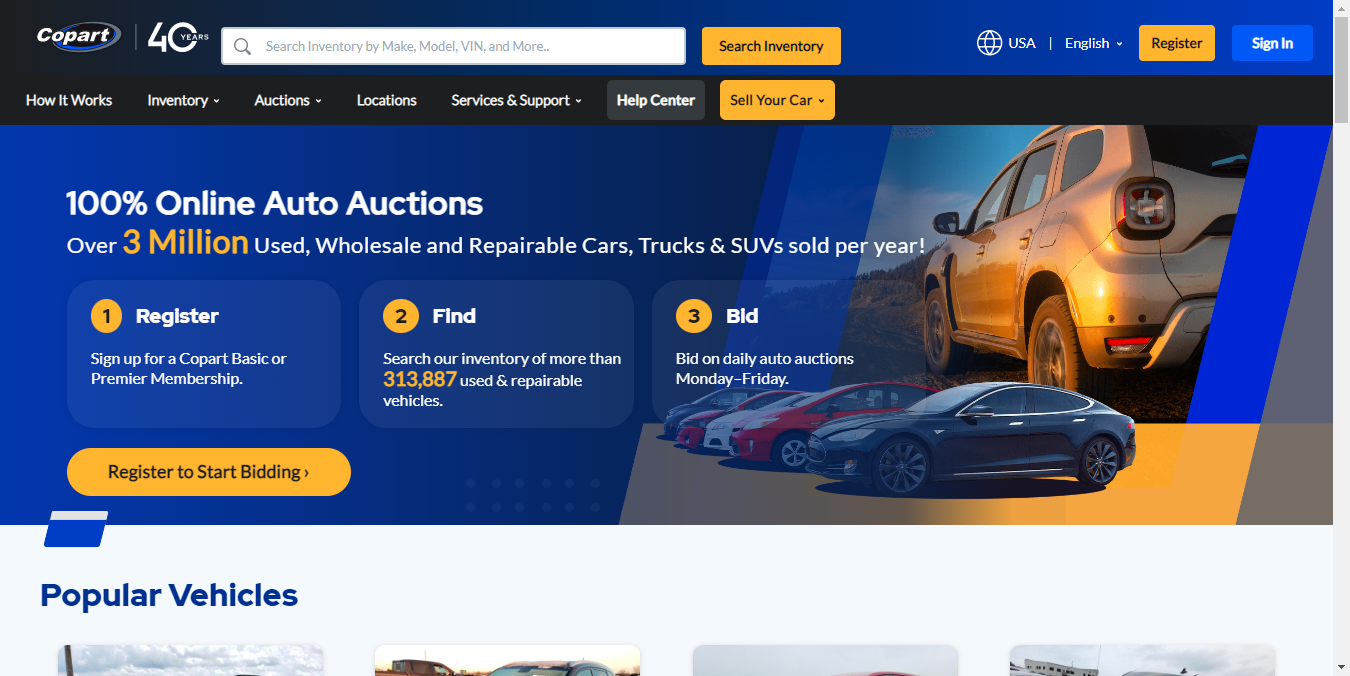 Copart
40 YEARS
Search Inventory by Make, Model, VIN, and More..
Search Inventory
USA | English
Register
Sign In
How It Works
Inventory
Auctions
Locations
Services & Support
Help Center
Sell Your Car
100% Online Auto Auctions
Over 3 Million Used, Wholesale and Repairable Cars, Trucks & SUVs sold per year!
1 Register
Sign up for a Copart Basic or
Premier Membership.
2 Find
Search our inventory of more than
313,887 used & repairable
vehicles.
3 Bid
Bid on daily auto auctions
Monday–Friday.
Register to Start Bidding ›
Popular Vehicles